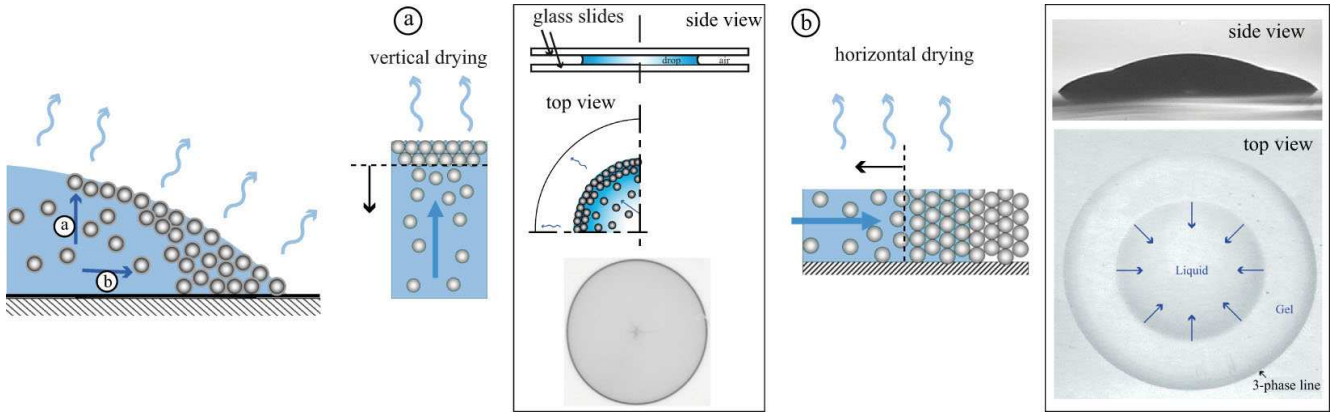 a
b
a
vertical drying
glass slides
side view
drop
air
top view
b
horizontal drying
side view
top view
Liquid
Gel
3-phase line